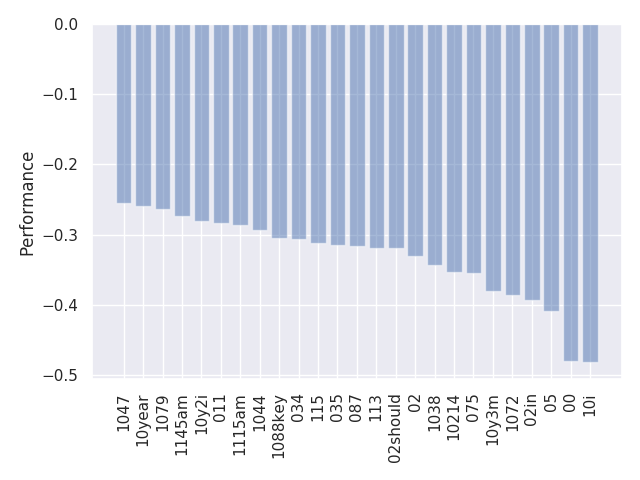 0.0
−0.1
−0.2
−0.3
−0.4
−0.5
Performance
1047
10year
1079
1145am
10y2i
011
1115am
1044
1088key
034
115
035
087
113
02should
02
1038
10214
075
10y3m
1072
02in
05
00
10i